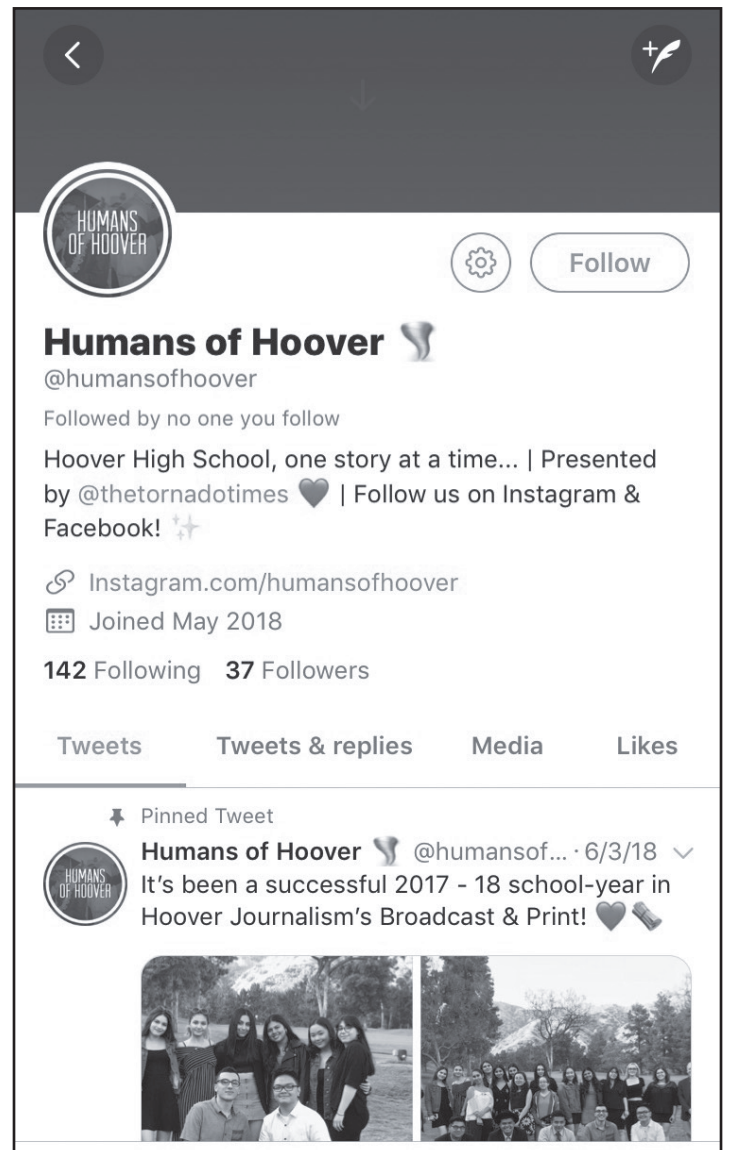 HUMANS
OF HOOVER
Follow
Humans of Hoover
@humansofhoover
Followed by no one you follow
Hoover High School, one story at a time... | Presented
by @thetornadotimes 🖤 | Follow us on Instagram &
Facebook! ✨
Instagram.com/humansofhoover
Joined May 2018
142 Following 37 Followers
Tweets Tweets & replies Media Likes
Pinned Tweet
HUMANS
OF HOOVER
Humans of Hoover 🌪 @humansof... · 6/3/18
It's been a successful 2017 - 18 school-year in
Hoover Journalism's Broadcast & Print! 🖤🗞